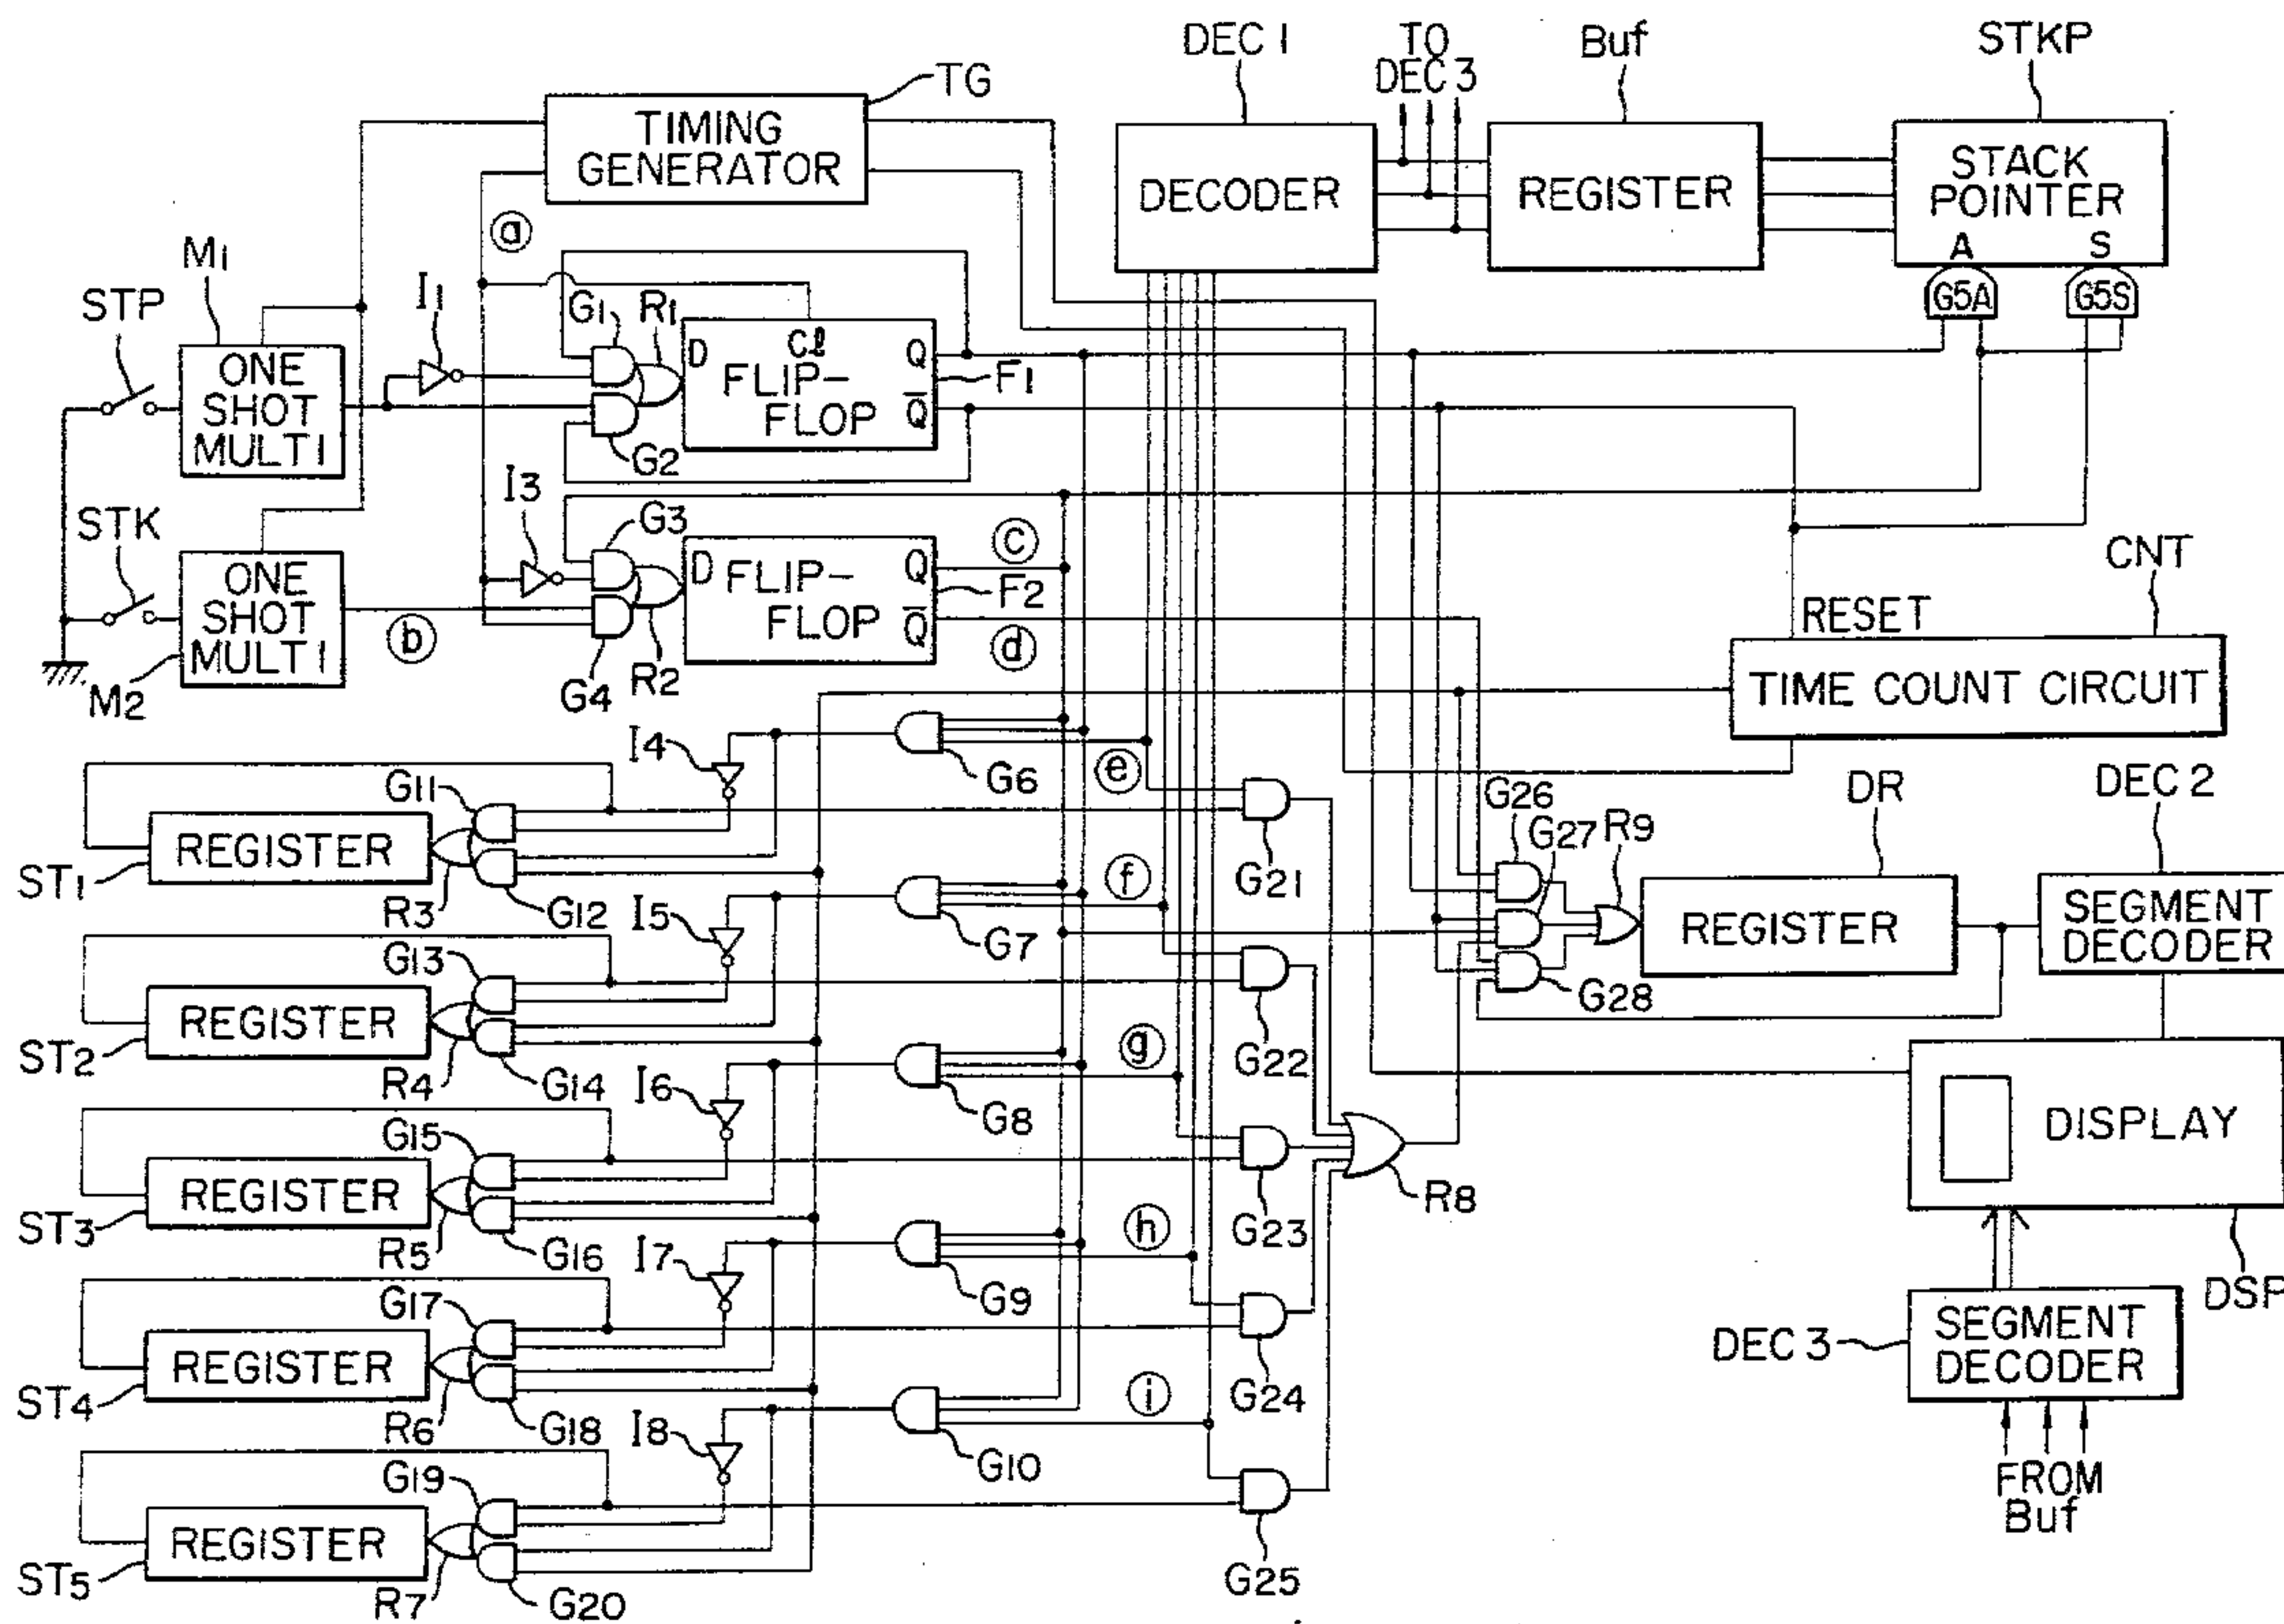 DEC 1
TO
DEC 3
Buf
STKP
TG
TIMING
GENERATOR
DECODER
REGISTER
STACK
POINTER
A S
G5A G5S
ⓐ
M1
STP
I1
G1
R1
ONE
SHOT
MULTI
D Cℓ Q
FLIP-
FLOP Q̅
F1
G2
STK
I3
G3
ONE
SHOT
MULTI
M2
ⓑ
G4
R2
D FLIP- Q
FLOP Q̅
F2
ⓒ
ⓓ
CNT
RESET
TIME COUNT CIRCUIT
I4
G6
ⓔ
G11
REGISTER
ST1
R3
G12
G21
G26
G27
R9
DR
DEC 2
REGISTER
SEGMENT
DECODER
G28
I5
G7
ⓕ
G13
REGISTER
ST2
R4
G14
G22
I6
G8
ⓖ
G15
REGISTER
ST3
R5
G16
G23
R8
DISPLAY
DSP
I7
G9
ⓗ
G17
REGISTER
ST4
R6
G18
G24
DEC 3
SEGMENT
DECODER
FROM
Buf
I8
G10
ⓘ
G19
REGISTER
ST5
R7
G20
G25